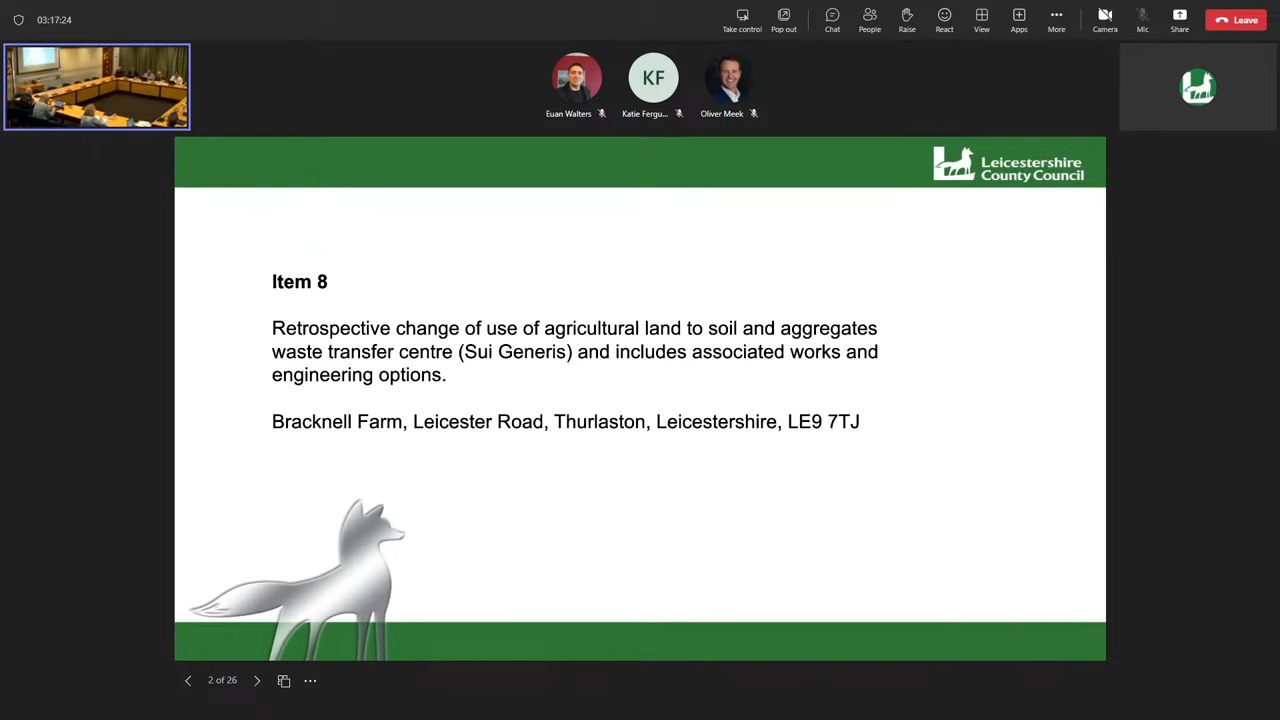 03:17:24
Take control
Pop out
Chat
People
Raise
React
View
Apps
More
Camera
Mic
Share
Leave
KF
Euan Walters
Katie Fergu...
Oliver Meek
Leicestershire
County Council
Item 8
Retrospective change of use of agricultural land to soil and aggregates
waste transfer centre (Sui Generis) and includes associated works and
engineering options.
Bracknell Farm, Leicester Road, Thurlaston, Leicestershire, LE9 7TJ
2 of 26